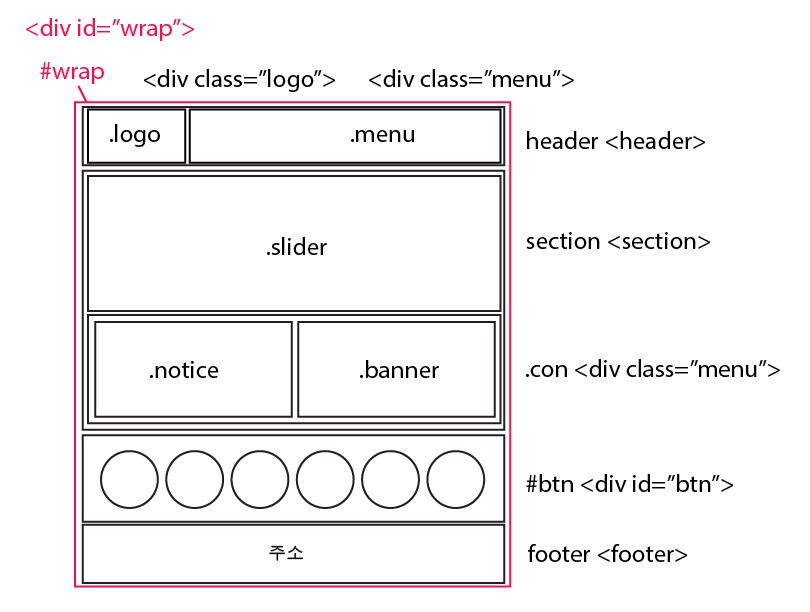 <div id=”wrap”>
#wrap
<div class=”logo”>
<div class=”menu”>
.logo
.menu
header <header>
.slider
section <section>
.notice
.banner
.con <div class=”menu”>
#btn <div id=”btn”>
주소
footer <footer>